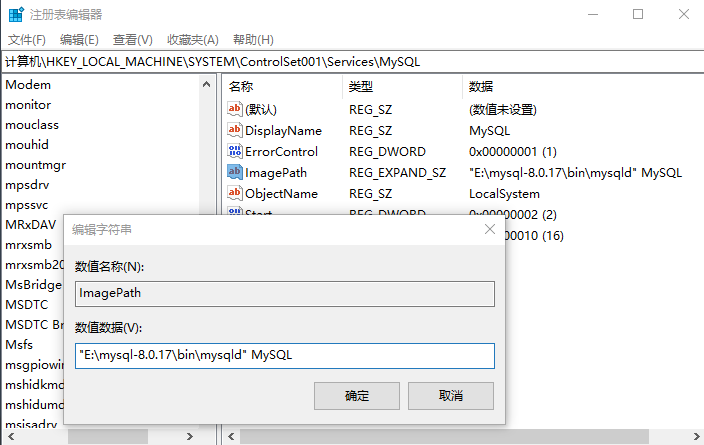 注册表编辑器
文件(F) 编辑(E) 查看(V) 收藏夹(A) 帮助(H)
计算机\HKEY_LOCAL_MACHINE\SYSTEM\ControlSet001\Services\MySQL
Modem
monitor
mouclass
mouhid
mountmgr
mpsdrv
mpssvc
MRxDAV
mrxsmb
mrxsmb20
MsBridge
MSDTC
MSDTC Br
Msfs
msgpiowin
mshidkmd
mshidumd
msisadrv
名称 类型 数据
(默认) REG_SZ (数值未设置)
DisplayName REG_SZ MySQL
ErrorControl REG_DWORD 0x00000001 (1)
ImagePath REG_EXPAND_SZ "E:\mysql-8.0.17\bin\mysqld" MySQL
ObjectName REG_SZ LocalSystem
Start REG_DWORD 0x00000002 (2)
00000010 (16)
编辑字符串
数值名称(N):
ImagePath
数值数据(V):
"E:\mysql-8.0.17\bin\mysqld" MySQL
确定 取消